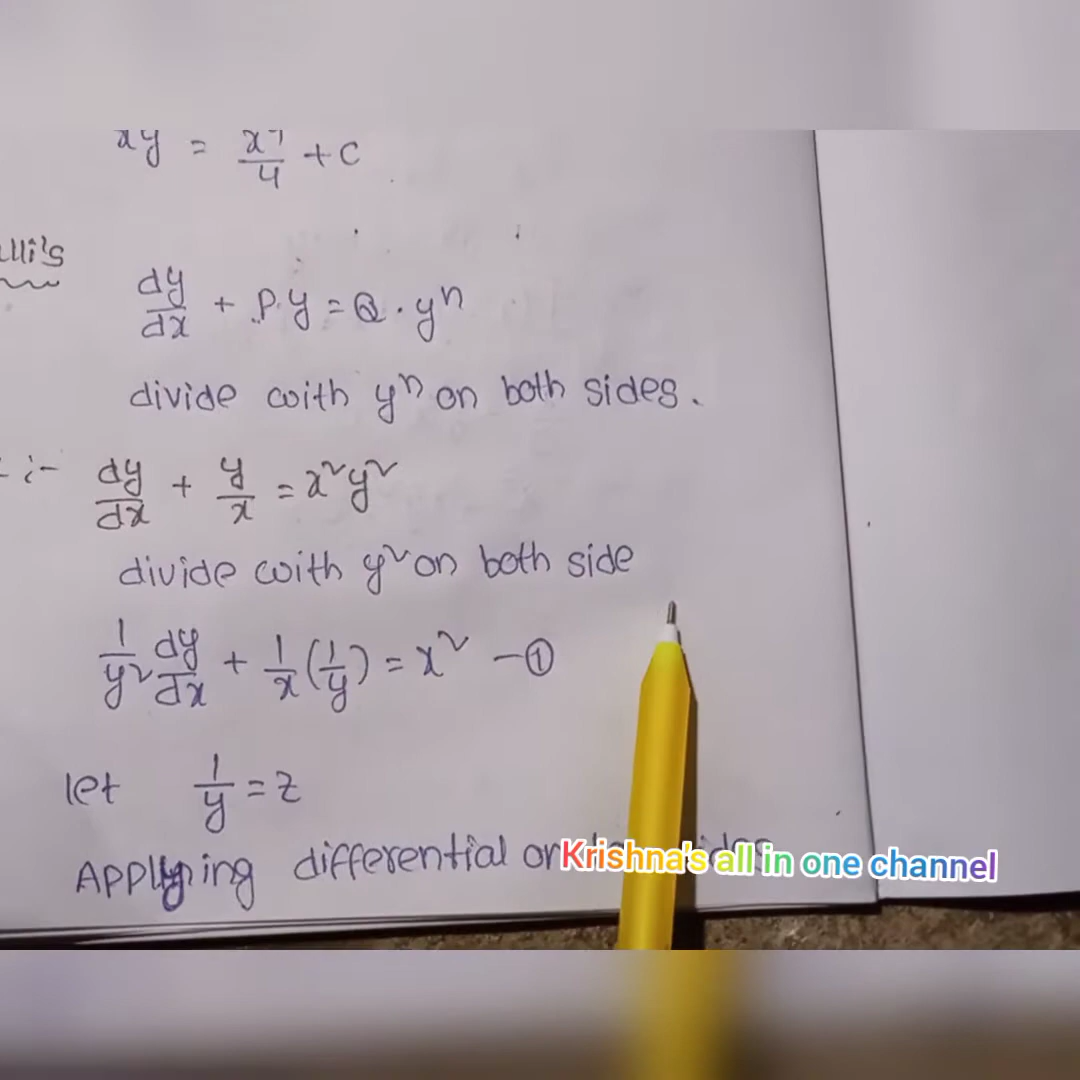 xy = x⁴/4 + c
lli's
dy/dx + P.y = Q.yⁿ
divide with yⁿ on both sides.
:- dy/dx + y/x = x²y²
divide with y² on both side
1/y² dy/dx + 1/x (1/y) = x² - ①
let 1/y = z
Applying differential on
Krishna's all in one channel